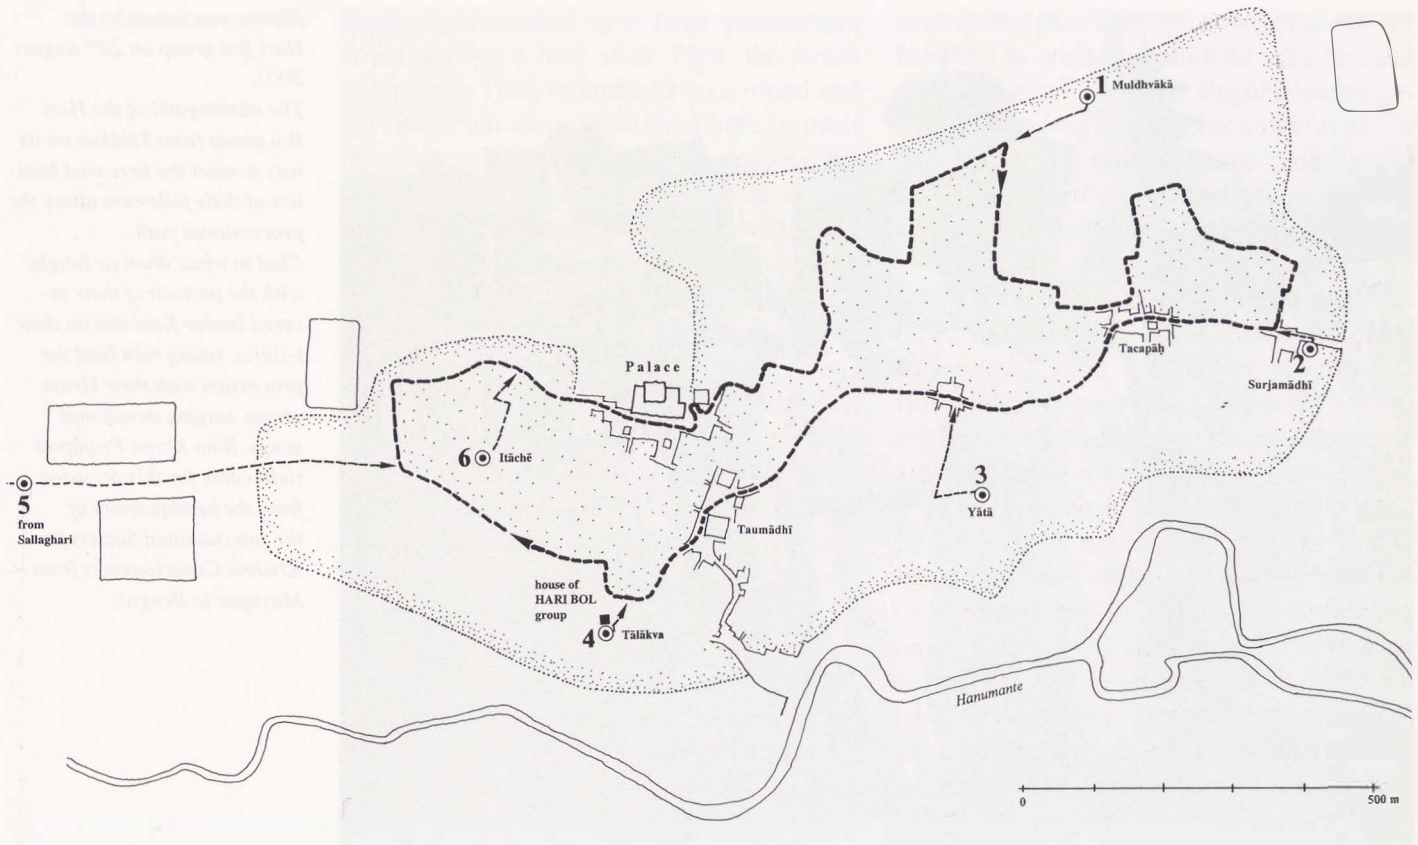 1 Muldhvākā
Palace
Tacapāḥ
2
Surjamādhī
6 Itāchẽ
3
Yātā
5
from
Sallaghari
Taumādhī
house of
HARI BOL
group
4 Tālākva
Hanumante
0 500 m